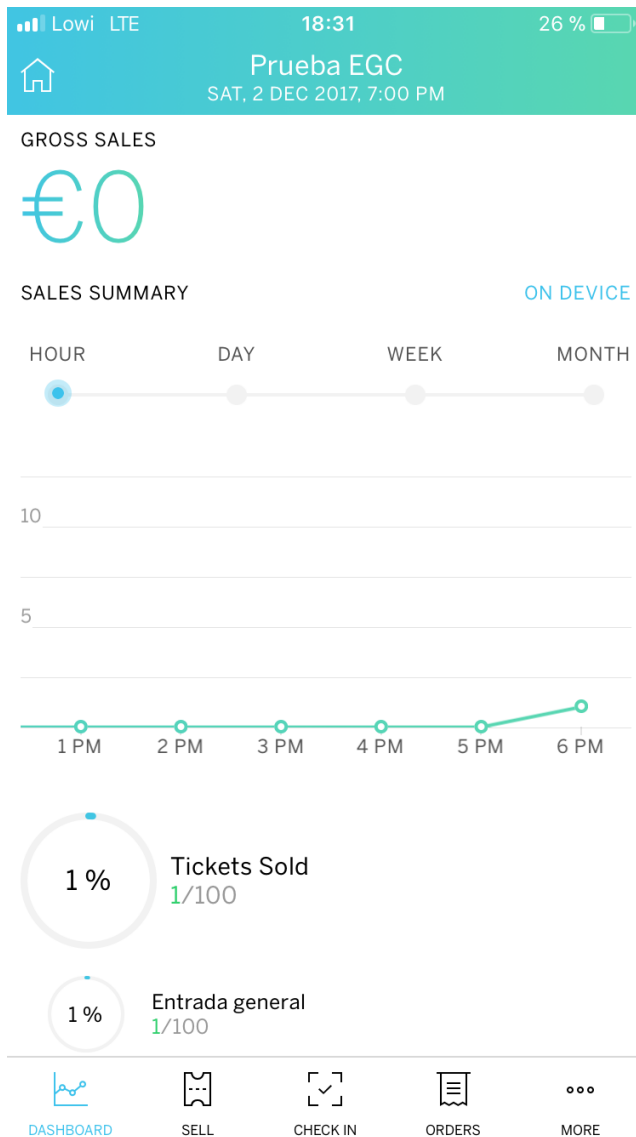 Lowi LTE 18:31 26 %
Prueba EGC
SAT, 2 DEC 2017, 7:00 PM
GROSS SALES
€0
SALES SUMMARY ON DEVICE
HOUR DAY WEEK MONTH
10
5
1 PM 2 PM 3 PM 4 PM 5 PM 6 PM
1 %
Tickets Sold
1/100
1 %
Entrada general
1/100
DASHBOARD SELL CHECK IN ORDERS MORE